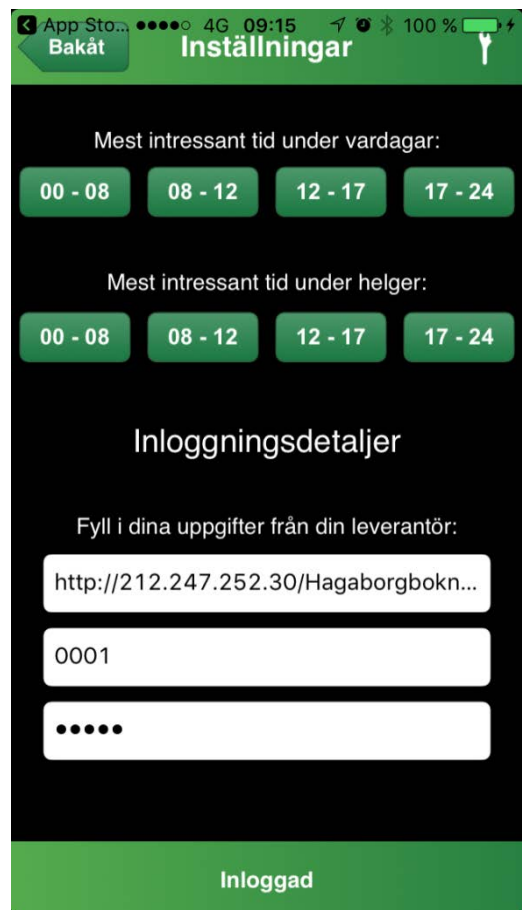 App Sto... 4G 09:15 100 %
Bakåt Inställningar
Mest intressant tid under vardagar:
00 - 08 08 - 12 12 - 17 17 - 24
Mest intressant tid under helger:
00 - 08 08 - 12 12 - 17 17 - 24
Inloggningsdetaljer
Fyll i dina uppgifter från din leverantör:
http://212.247.252.30/Hagaborgbokn...
0001
•••••
Inloggad